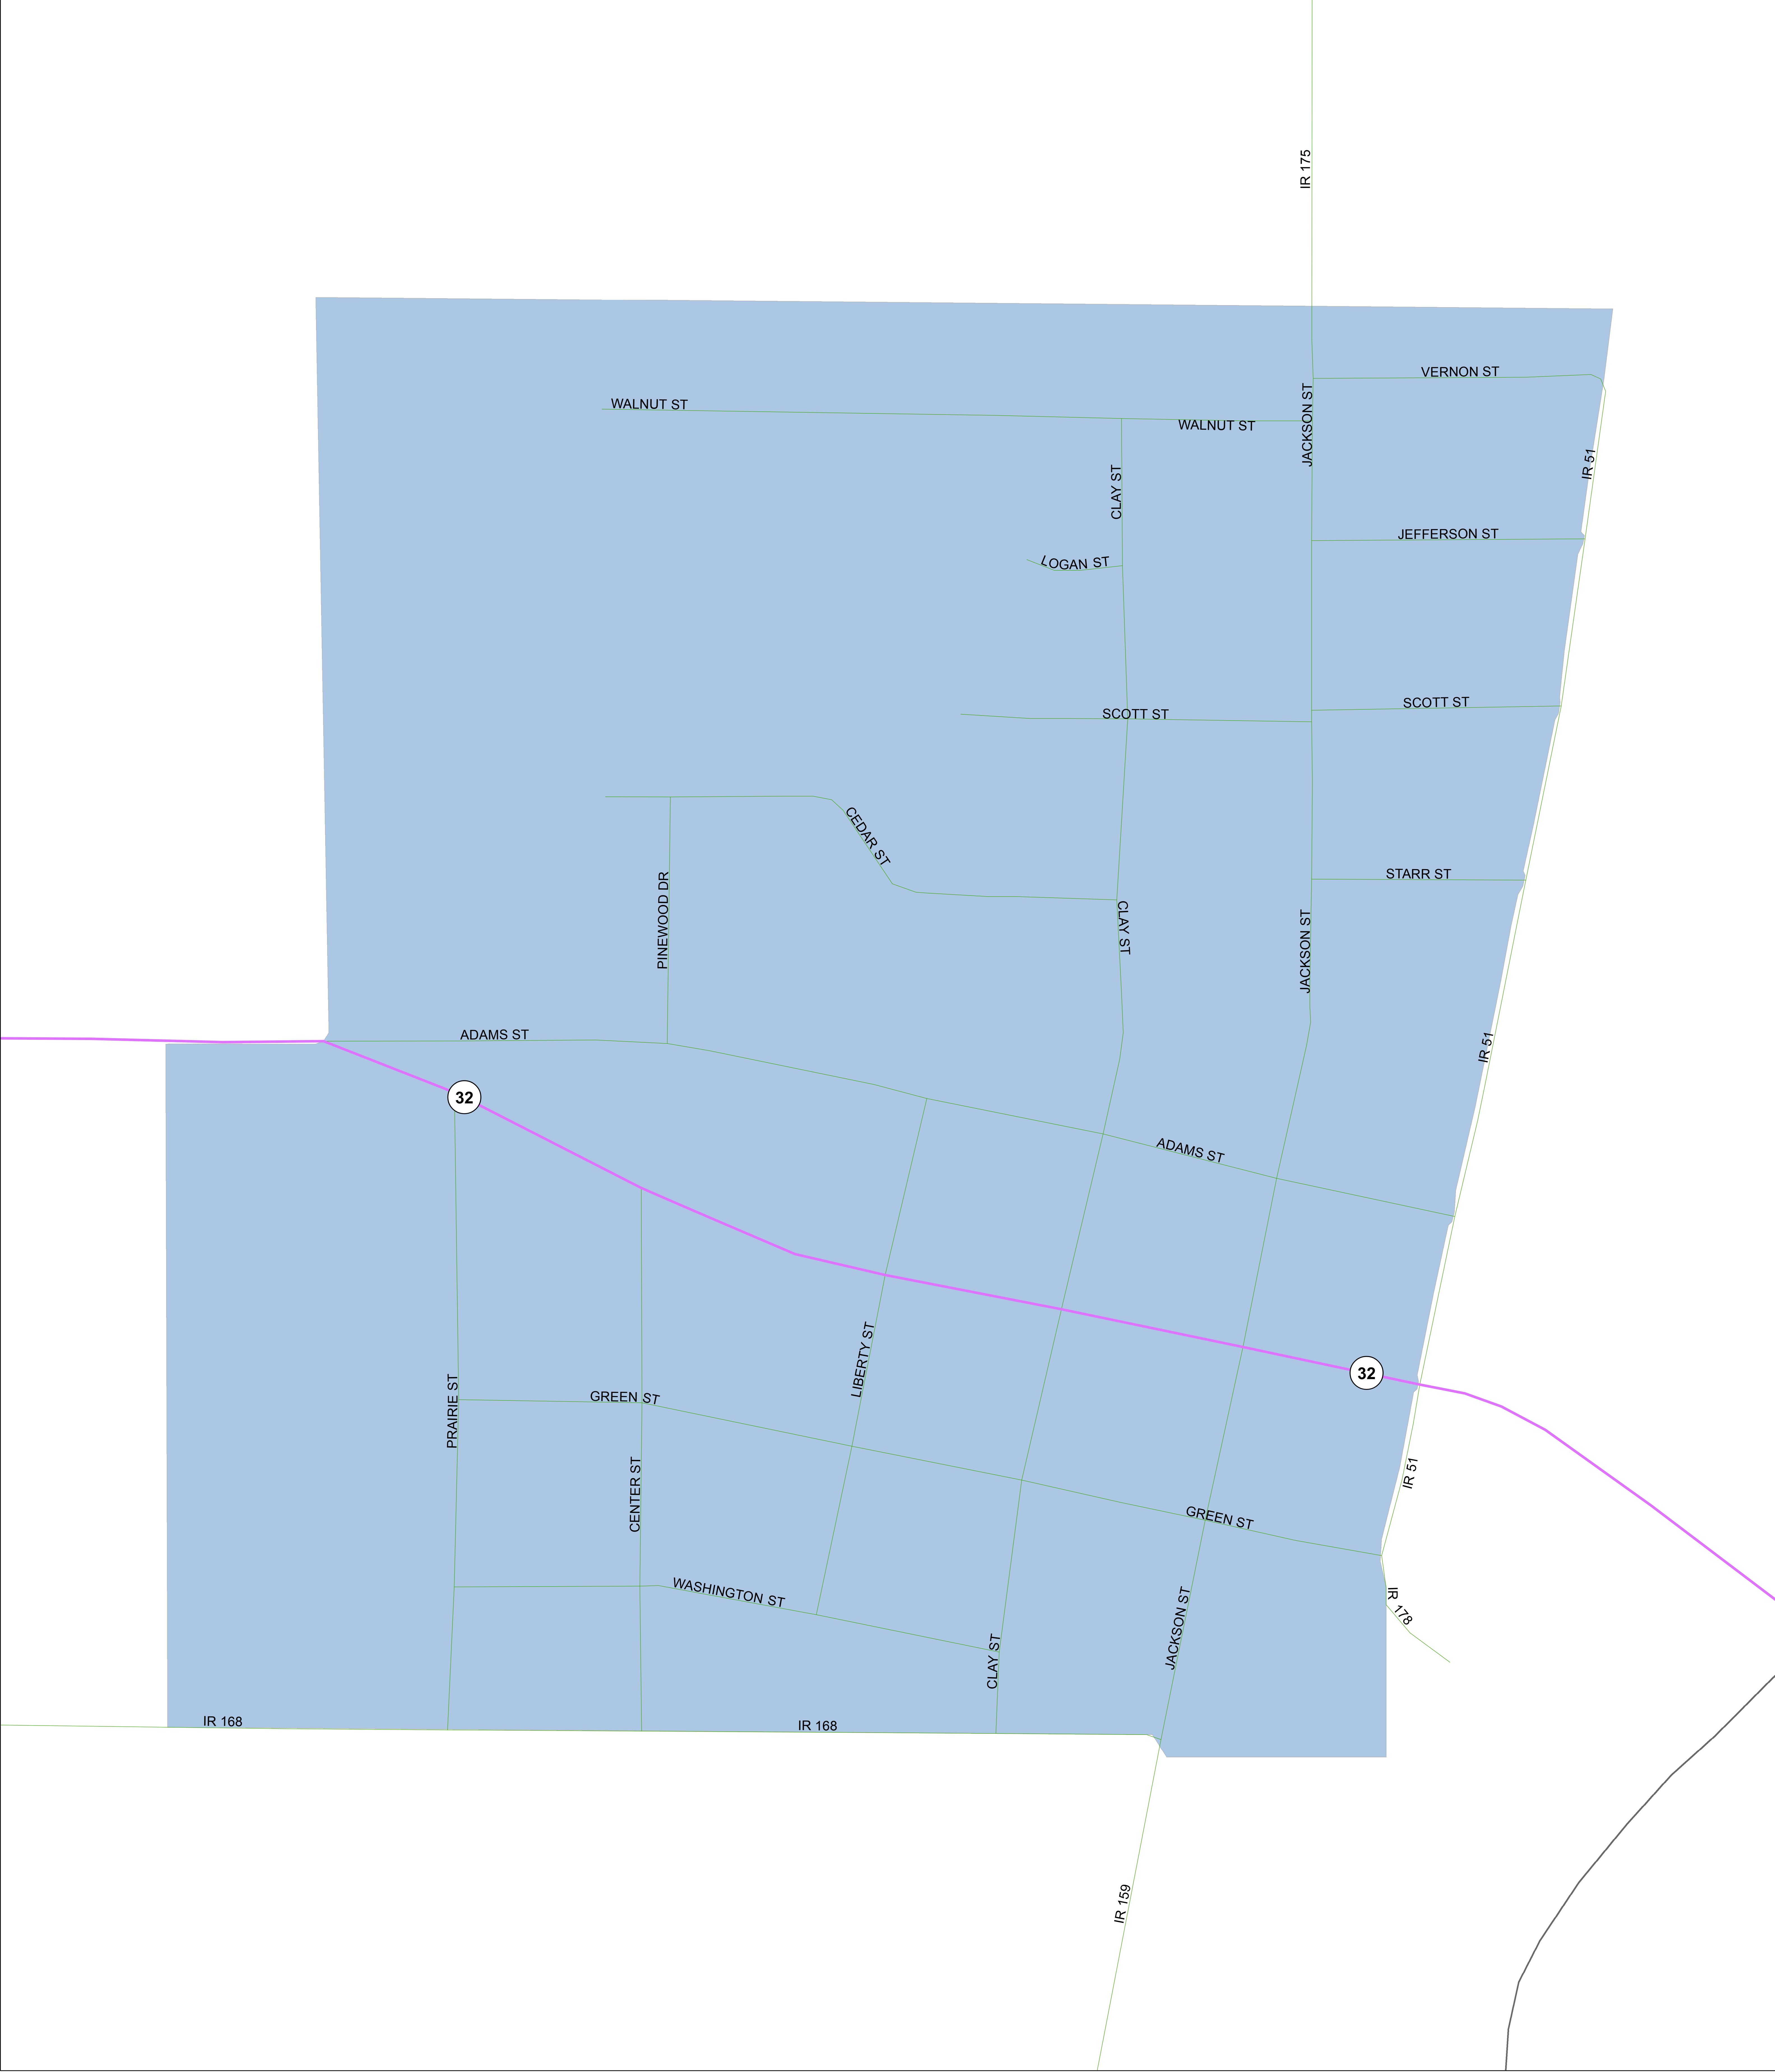 IR 175
VERNON ST
WALNUT ST
WALNUT ST
JACKSON ST
IR 51
CLAY ST
JEFFERSON ST
LOGAN ST
SCOTT ST
SCOTT ST
CEDAR ST
STARR ST
PINEWOOD DR
CLAY ST
JACKSON ST
ADAMS ST
IR 51
32
ADAMS ST
LIBERTY ST
32
PRAIRIE ST
GREEN ST
IR 51
CENTER ST
GREEN ST
WASHINGTON ST
IR 178
JACKSON ST
CLAY ST
IR 168
IR 168
IR 159